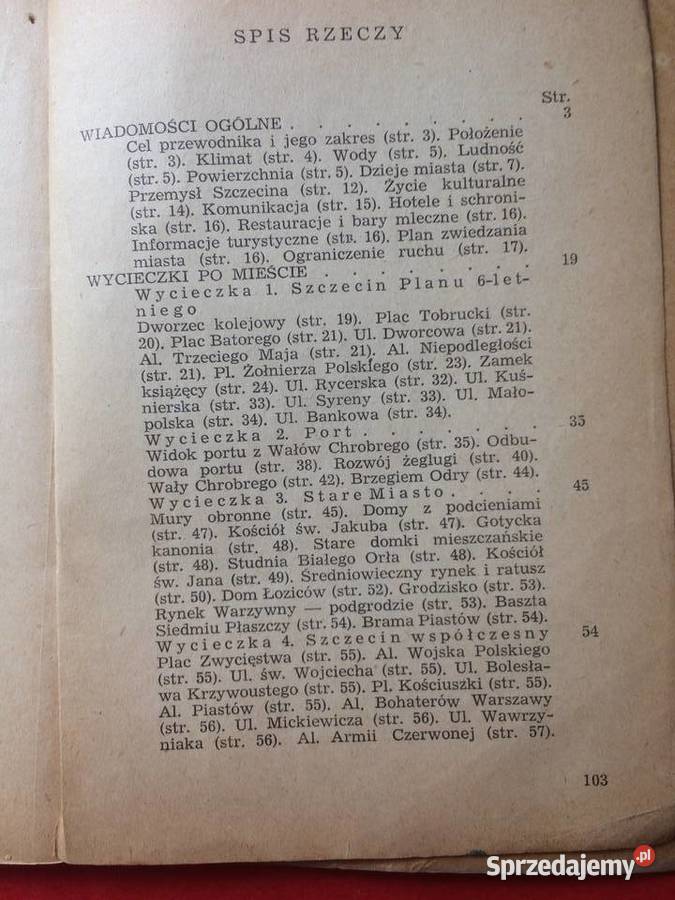 SPIS RZECZY
Str.
WIADOMOŚCI OGÓLNE . . . . . . . . 3
Cel przewodnika i jego zakres (str. 3). Położenie
(str. 3). Klimat (str. 4). Wody (str. 5). Ludność
(str. 5). Powierzchnia (str. 5). Dzieje miasta (str. 7).
Przemysł Szczecina (str. 12). Życie kulturalne
(str. 14). Komunikacja (str. 15). Hotele i schroni-
ska (str. 16). Restauracje i bary mleczne (str. 16).
Informacje turystyczne (str. 16). Plan zwiedzania
miasta (str. 16). Ograniczenie ruchu (str. 17).
WYCIECZKI PO MIEŚCIE . . . . . . . 19
Wycieczka 1. Szczecin Planu 6-let-
niego
Dworzec kolejowy (str. 19). Plac Tobrucki (str.
20). Plac Batorego (str. 21). Ul. Dworcowa (str. 21).
Al. Trzeciego Maja (str. 21). Al. Niepodległości
(str. 21). Pl. Żołnierza Polskiego (str. 23). Zamek
książęcy (str. 24). Ul. Rycerska (str. 32). Ul. Kuś-
nierska (str. 33). Ul. Syreny (str. 33). Ul. Mało-
polska (str. 34). Ul. Bankowa (str. 34).
Wycieczka 2. Port . . . . . . 35
Widok portu z Wałów Chrobrego (str. 35). Odbu-
dowa portu (str. 38). Rozwój żeglugi (str. 40).
Wały Chrobrego (str. 42). Brzegiem Odry (str. 44).
Wycieczka 3. Stare Miasto . . . . 45
Mury obronne (str. 45). Domy z podcieniami
(str. 47). Kościół św. Jakuba (str. 47). Gotycka
kanonia (str. 48). Stare domki mieszczańskie
(str. 48). Studnia Białego Orła (str. 48). Kościół
św. Jana (str. 49). Średniowieczny rynek i ratusz
(str. 50). Dom Łoziców (str. 52). Grodzisko (str. 53).
Rynek Warzywny — podgrodzie (str. 53). Baszta
Siedmiu Płaszczy (str. 54). Brama Piastów (str. 54).
Wycieczka 4. Szczecin współczesny 54
Plac Zwycięstwa (str. 55). Al. Wojska Polskiego
(str. 55). Ul. św. Wojciecha (str. 55). Ul. Bolesła-
wa Krzywoustego (str. 55). Pl. Kościuszki (str. 55).
Al. Piastów (str. 55). Al. Bohaterów Warszawy
(str. 56). Ul. Mickiewicza (str. 56). Ul. Wawrzy-
niaka (str. 56). Al. Armii Czerwonej (str. 57).
103
Sprzedajemy.pl